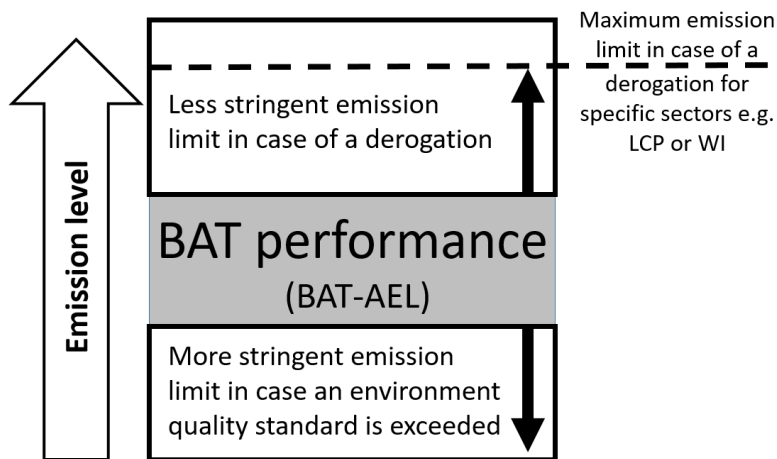 Maximum emission
limit in case of a
derogation for
specific sectors e.g.
LCP or WI
Less stringent emission
limit in case of a derogation
Emission level
BAT performance
(BAT-AEL)
More stringent emission
limit in case an environment
quality standard is exceeded